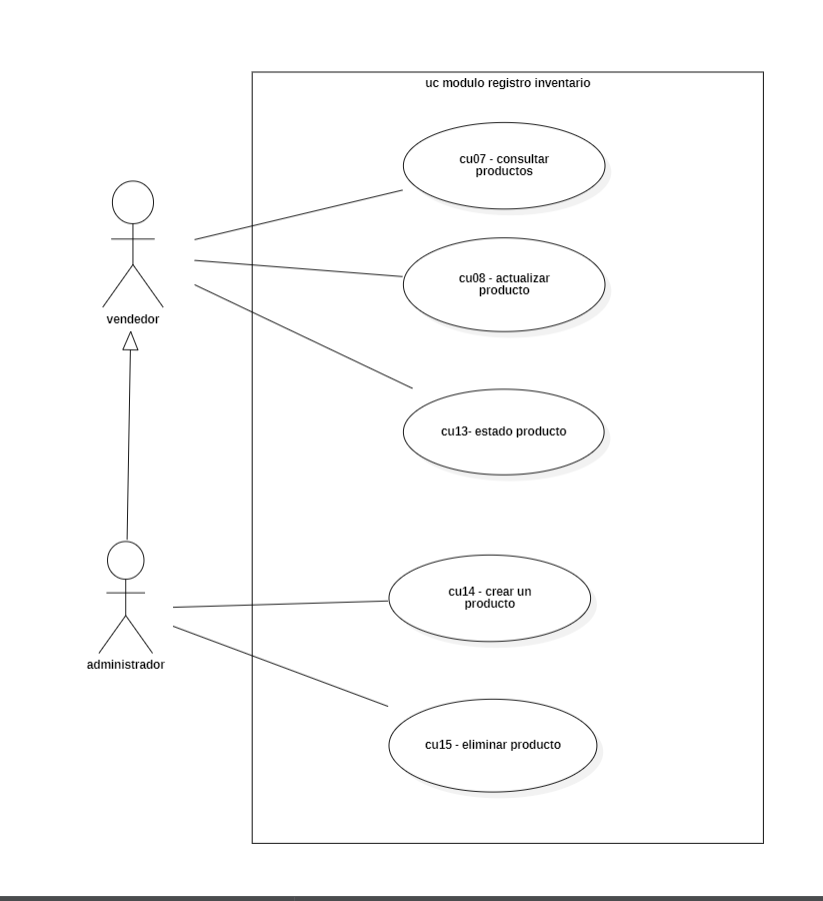 uc modulo registro inventario
cu07 - consultar
productos
cu08 - actualizar
producto
vendedor
cu13- estado producto
cu14 - crear un
producto
administrador
cu15 - eliminar producto